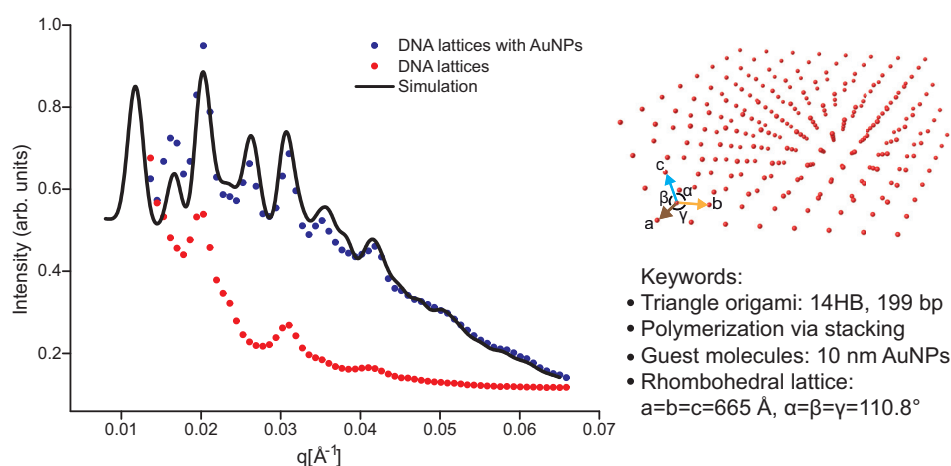 1.0
0.8
0.6
0.4
0.2
Intensity (arb. units)
0.01 0.02 0.03 0.04 0.05 0.06 0.07
q[Å⁻¹]
DNA lattices with AuNPs
DNA lattices
Simulation
c
α
β
b
γ
a
Keywords:
• Triangle origami: 14HB, 199 bp
• Polymerization via stacking
• Guest molecules: 10 nm AuNPs
• Rhombohedral lattice:
a=b=c=665 Å, α=β=γ=110.8°